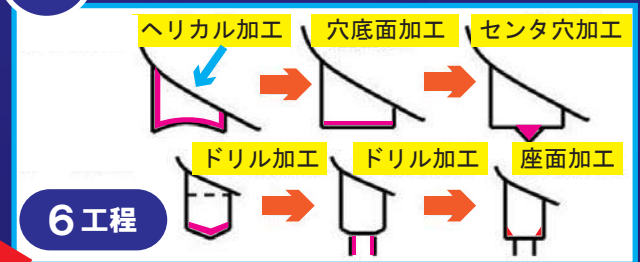 ヘリカル加工
穴底面加工
センタ穴加工
ドリル加工
ドリル加工
座面加工
6工程